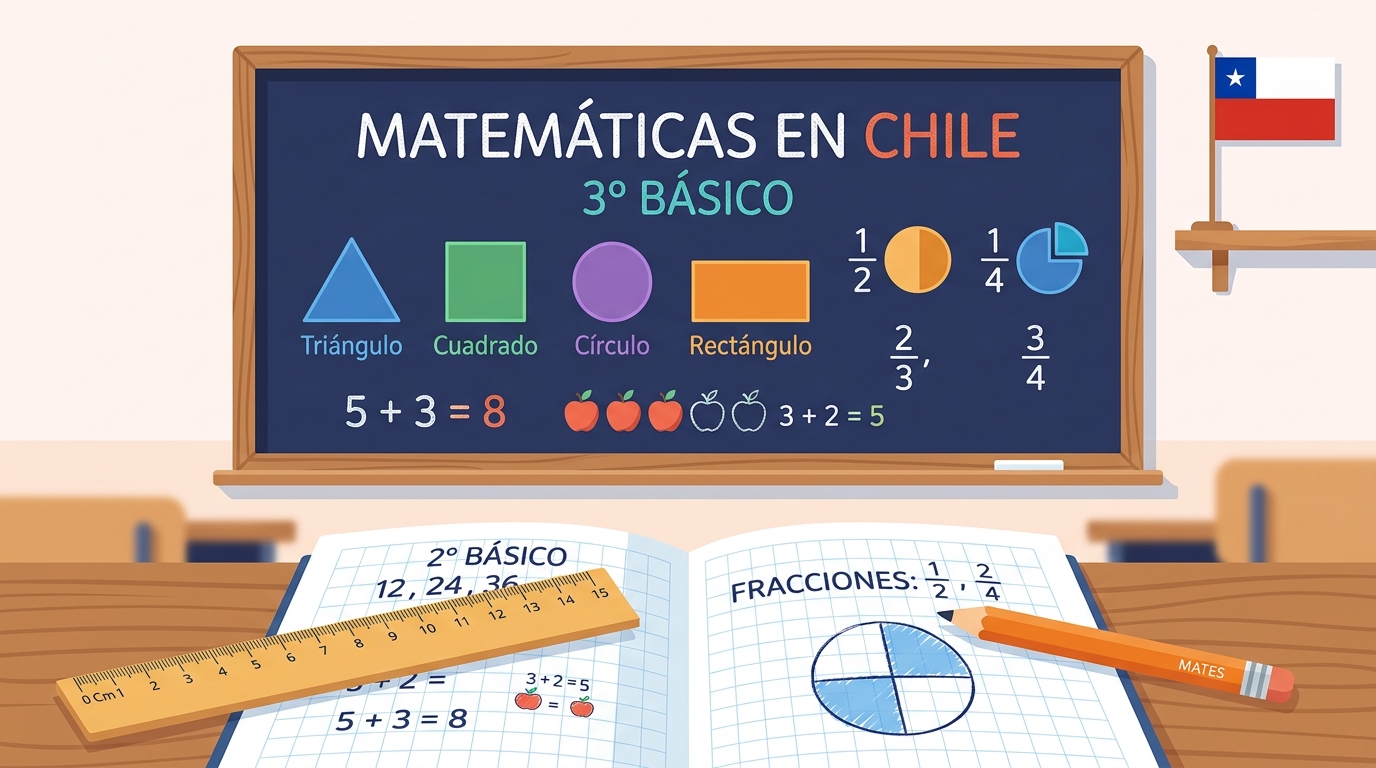 MATEMÁTICAS EN CHILE
3º BÁSICO
Triángulo
Cuadrado
Círculo
Rectángulo
1/2
1/4
2/3,
3/4
5 + 3 = 8
3 + 2 = 5
2º BÁSICO
12, 24, 36
0 Cm 1 2 3 4 5 6 7 8 9 10 11 12 13 14 15
+ 2 =
3 + 2 = 5
=
5 + 3 = 8
FRACCIONES: 1/2, 2/4
MATES